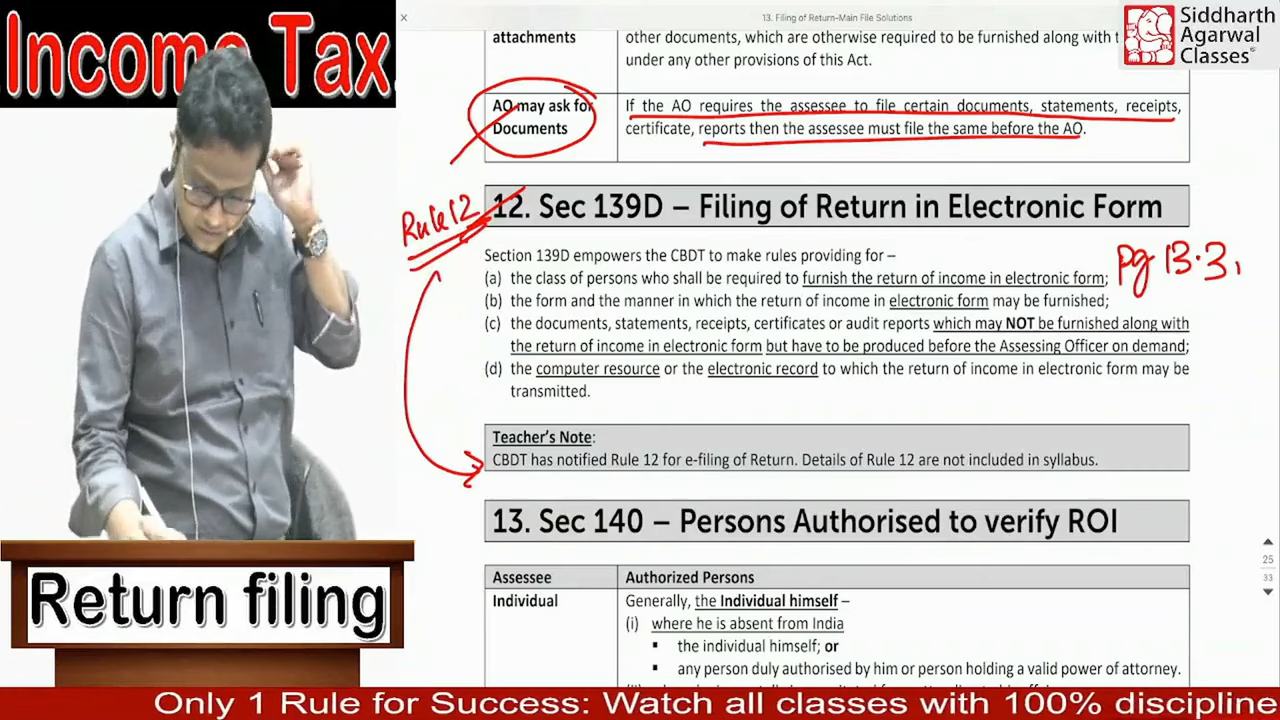 Income Tax.
Return filing
Only 1 Rule for Success: Watch all classes with 100% discipline
Siddharth
Agarwal
Classes®
13. Filing of Return-Main File Solutions
attachments
other documents, which are otherwise required to be furnished along with
under any other provisions of this Act.
AO may ask for
Documents
If the AO requires the assessee to file certain documents, statements, receipts,
certificate, reports then the assessee must file the same before the AO.
Rule 12
12. Sec 139D – Filing of Return in Electronic Form
Pg 13.3
Section 139D empowers the CBDT to make rules providing for –
(a) the class of persons who shall be required to furnish the return of income in electronic form;
(b) the form and the manner in which the return of income in electronic form may be furnished;
(c) the documents, statements, receipts, certificates or audit reports which may NOT be furnished along with
the return of income in electronic form but have to be produced before the Assessing Officer on demand;
(d) the computer resource or the electronic record to which the return of income in electronic form may be
transmitted.
Teacher's Note:
CBDT has notified Rule 12 for e-filing of Return. Details of Rule 12 are not included in syllabus.
13. Sec 140 – Persons Authorised to verify ROI
Assessee
Authorized Persons
Individual
Generally, the Individual himself –
(i) where he is absent from India
▪ the individual himself; or
▪ any person duly authorised by him or person holding a valid power of attorney.
25
33